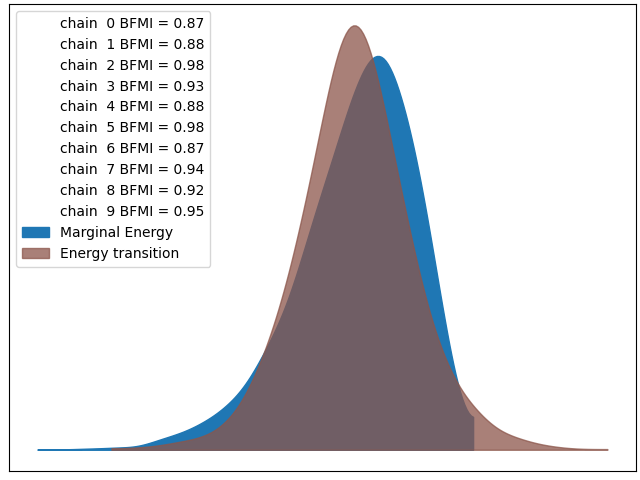 chain  0 BFMI = 0.87
chain  1 BFMI = 0.88
chain  2 BFMI = 0.98
chain  3 BFMI = 0.93
chain  4 BFMI = 0.88
chain  5 BFMI = 0.98
chain  6 BFMI = 0.87
chain  7 BFMI = 0.94
chain  8 BFMI = 0.92
chain  9 BFMI = 0.95
Marginal Energy
Energy transition